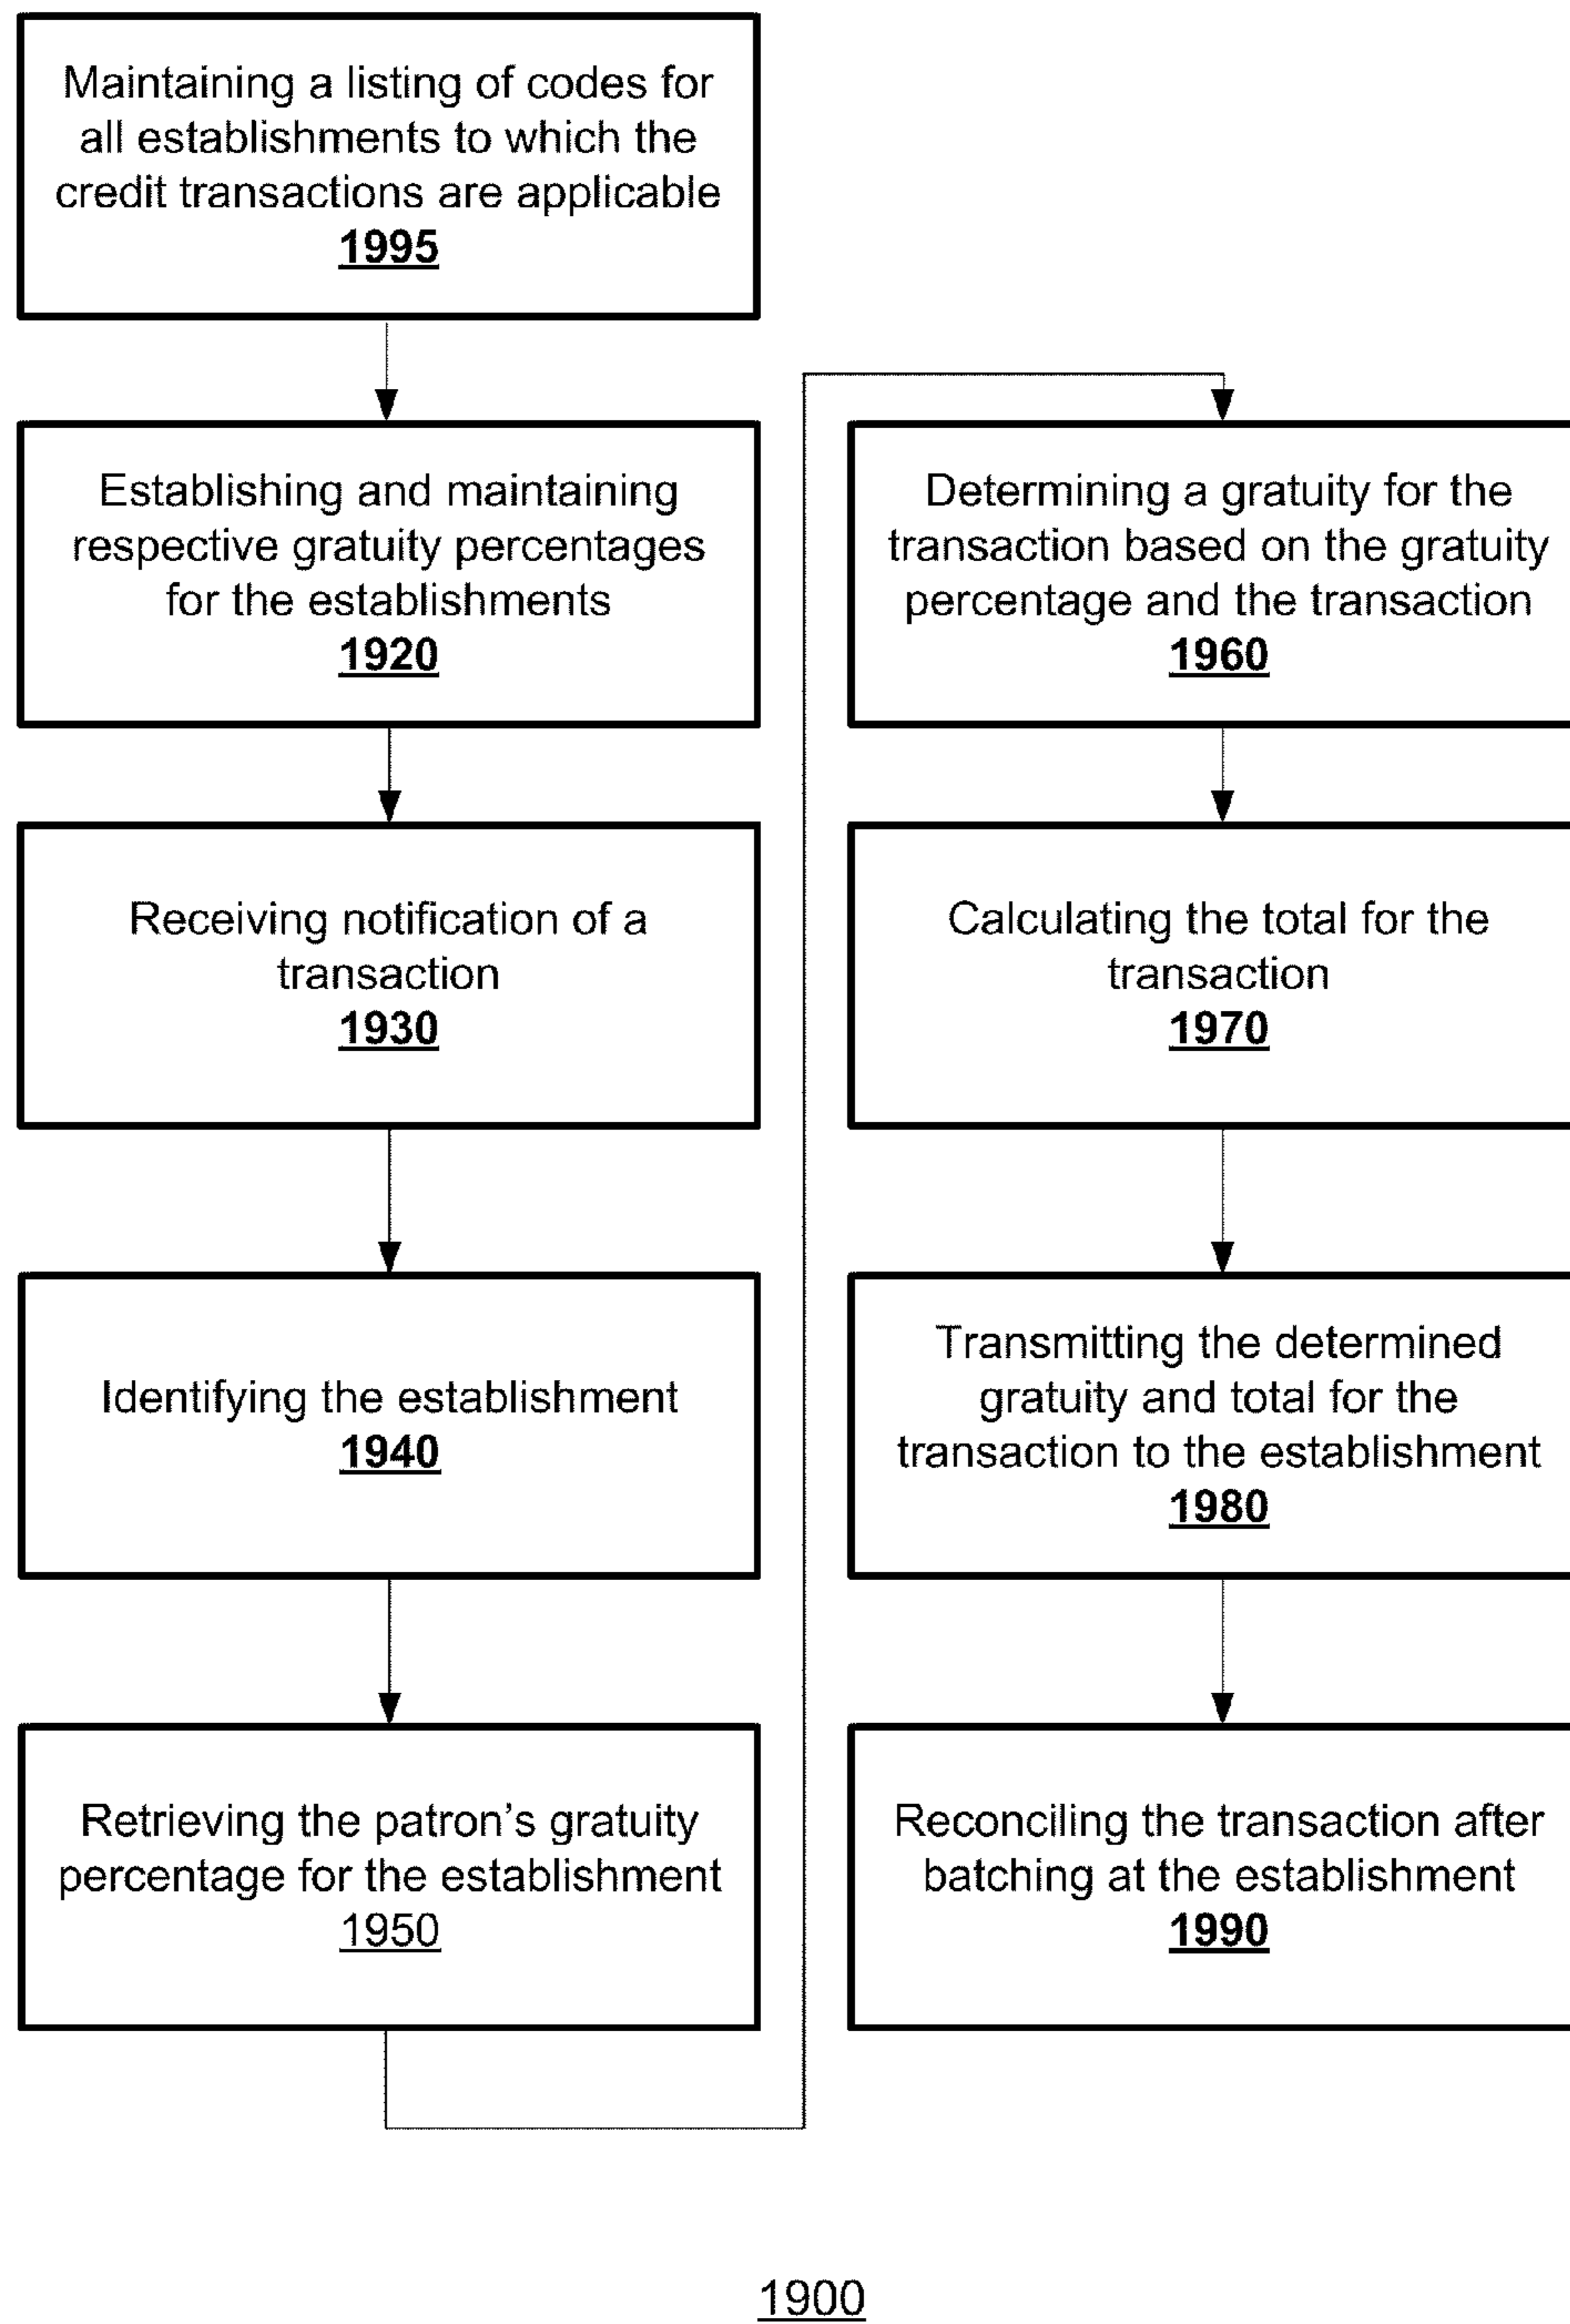 Maintaining a listing of codes for
all establishments to which the
credit transactions are applicable
1995
Establishing and maintaining
respective gratuity percentages
for the establishments
1920
Receiving notification of a
transaction
1930
Identifying the establishment
1940
Retrieving the patron's gratuity
percentage for the establishment
1950
Determining a gratuity for the
transaction based on the gratuity
percentage and the transaction
1960
Calculating the total for the
transaction
1970
Transmitting the determined
gratuity and total for the
transaction to the establishment
1980
Reconciling the transaction after
batching at the establishment
1990
1900